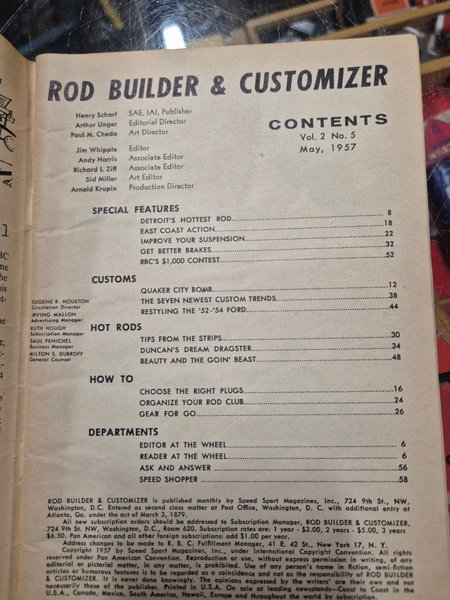 ROD BUILDER & CUSTOMIZER
Henry Scharf SAE, IAI, Publisher
Arthur Unger Editorial Director
Paul M. Cheda Art Director
Jim Whipple Editor
Andy Harris Associate Editor
Richard L. Ziff Associate Editor
Sid Miller Art Editor
Arnold Krupin Production Director
CONTENTS
Vol. 2 No. 5
May, 1957
SPECIAL FEATURES
DETROIT'S HOTTEST ROD 8
EAST COAST ACTION 18
IMPROVE YOUR SUSPENSION 22
GET BETTER BRAKES 32
RBC'S $1,000 CONTEST 52
CUSTOMS
QUAKER CITY BOMB 12
THE SEVEN NEWEST CUSTOM TRENDS 38
RESTYLING THE '52-'54 FORD 44
HOT RODS
TIPS FROM THE STRIPS 30
DUNCAN'S DREAM DRAGSTER 34
BEAUTY AND THE GOIN' BEAST 48
HOW TO
CHOOSE THE RIGHT PLUGS 16
ORGANIZE YOUR ROD CLUB 24
GEAR FOR GO 26
DEPARTMENTS
EDITOR AT THE WHEEL 6
READER AT THE WHEEL 6
ASK AND ANSWER 56
SPEED SHOPPER 58
EUGENE R. HOUSTON
Circulation Director
IRVING MALLON
Advertising Manager
RUTH HOUGH
Subscription Manager
SAUL FENICHEL
Business Manager
MILTON S. DUBROFF
General Counsel
ROD BUILDER & CUSTOMIZER is published monthly by Speed Sport Magazines, Inc., 724 9th St., NW,
Washington, D.C. Entered as second class matter at Post Office, Washington, D. C. with additional entry at
Atlanta, Ga. under the act of March 3, 1879.
All new subscription orders should be addressed to Subscription Manager, ROD BUILDER & CUSTOMIZER,
724 9th St., NW, Washington, D.C., Room 620. Subscription rates are: 1 year - $3.00, 2 years - $5.00, 3 years
$6.50. Pan American and all other foreign subscriptions add $1.00 per year.
Address changes to be made to R. B. C. Fulfillment Manager, 41 E. 42 St., New York 17, N. Y.
Copyright 1957 by Speed Sport Magazines, Inc., under International Copyright Convention. All rights
reserved under Pan American Convention. Reproduction or use, without express permission in writing, of any
editorial or pictorial matter, in any matter, is prohibited. Use of any person's name in fiction, semi-fiction
articles or humorous features is to be regarded as a coincidence and not as the responsibility of ROD BUILDER
& CUSTOMIZER. It is never done knowingly. The opinions expressed by the writers' are their own and not
necessarily those of the publisher. Printed in U.S.A. On sale at leading newsstands—Coast to Coast in the
U.S.A., Canada, Mexico, South America, Hawaii, Europe and throughout the world by subscription.